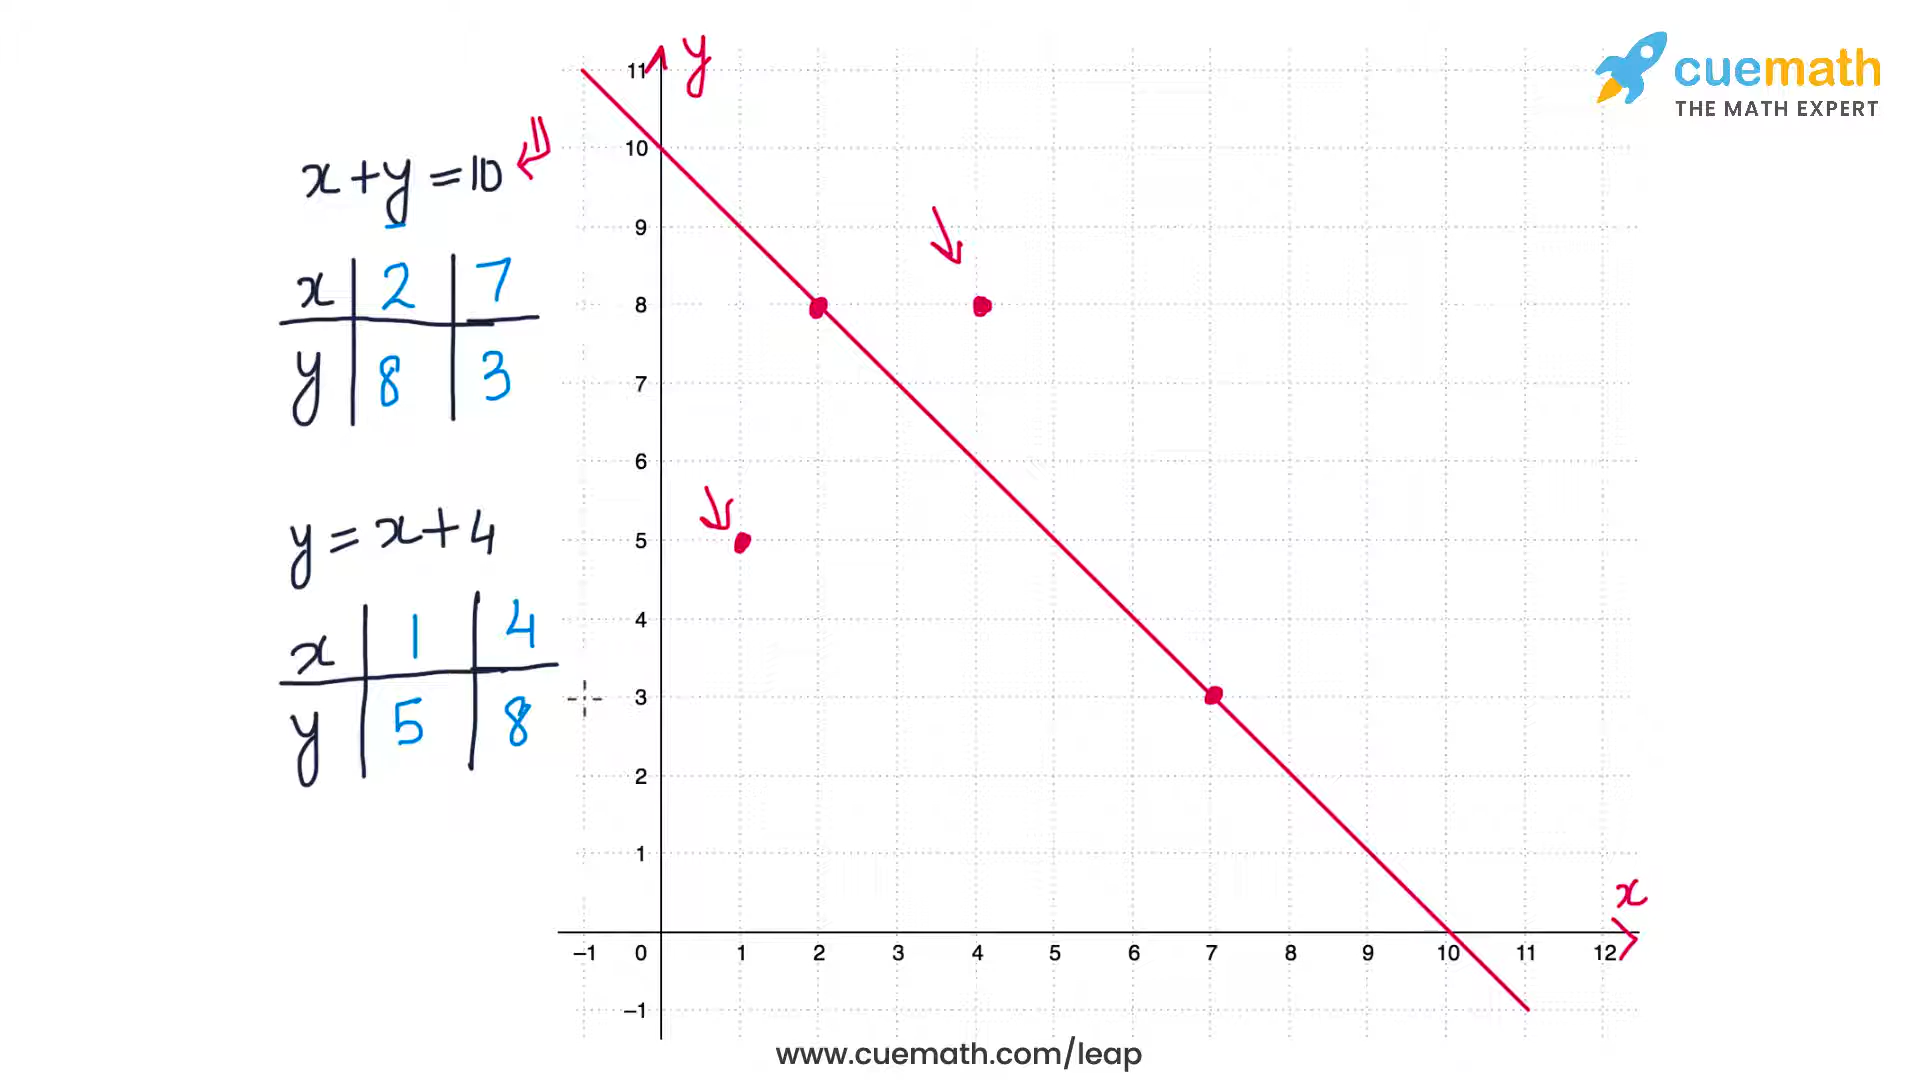 cuemath
THE MATH EXPERT
x+y=10
x 2 7
y 8 3
y=x+4
x 1 4
y 5 8
y
11
10
9
8
7
6
5
4
3
2
1
x
–1 0 1 2 3 4 5 6 7 8 9 10 11 12
–1
www.cuemath.com/leap